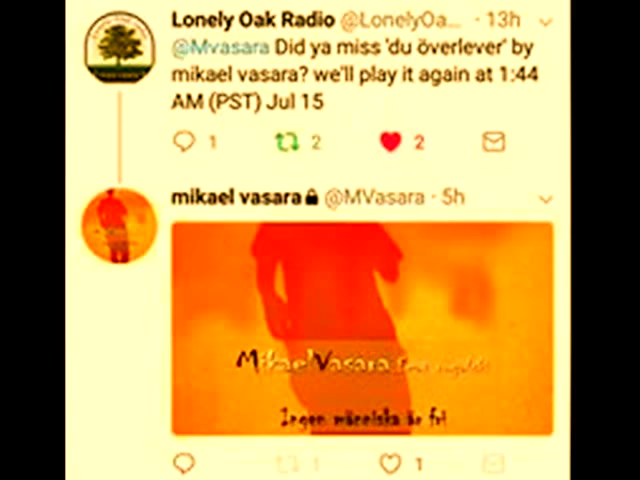 Lonely Oak Radio @LonelyOa... · 13h
@Mvasara Did ya miss 'du överlever' by
mikael vasara? we'll play it again at 1:44
AM (PST) Jul 15
1 2 2
mikael vasara @MVasara · 5h
Mikael Vasara
Ingen människa är fri
1 1